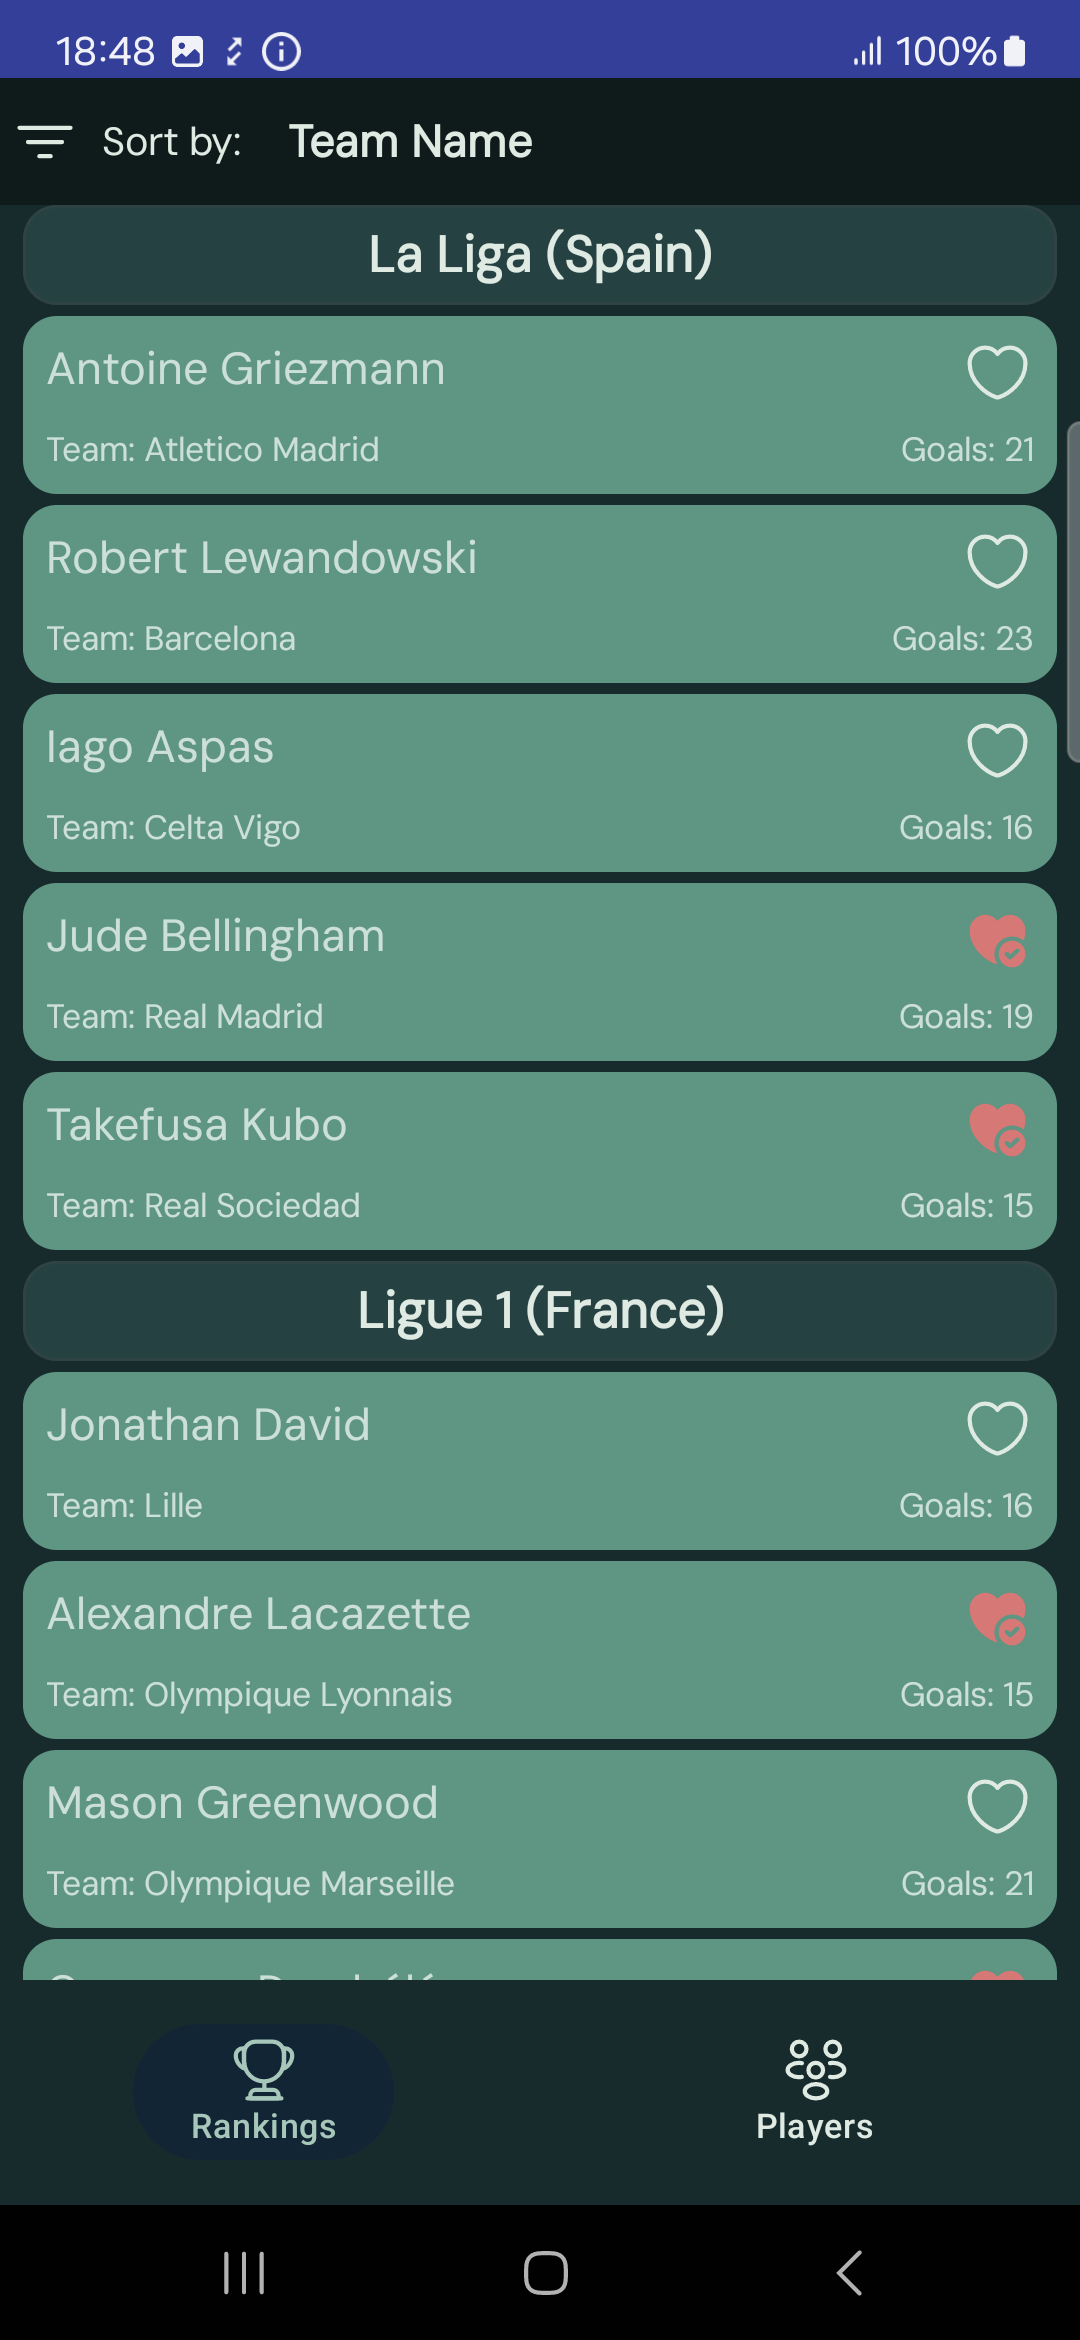 18:48 100%
Sort by: Team Name
La Liga (Spain)
Antoine Griezmann
Team: Atletico Madrid Goals: 21
Robert Lewandowski
Team: Barcelona Goals: 23
Iago Aspas
Team: Celta Vigo Goals: 16
Jude Bellingham
Team: Real Madrid Goals: 19
Takefusa Kubo
Team: Real Sociedad Goals: 15
Ligue 1 (France)
Jonathan David
Team: Lille Goals: 16
Alexandre Lacazette
Team: Olympique Lyonnais Goals: 15
Mason Greenwood
Team: Olympique Marseille Goals: 21
Rankings Players